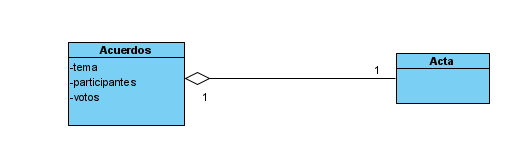 Acuerdos
-tema
-participantes
-votos
1
1
Acta